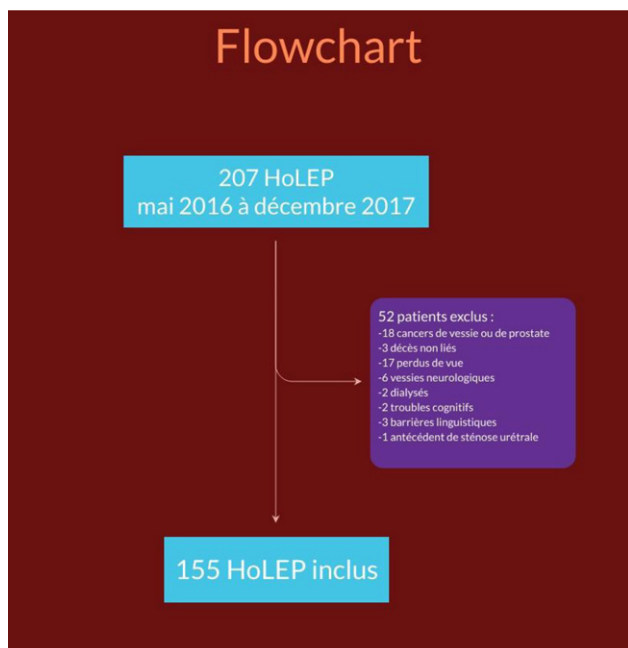 Flowchart
207 HoLEP
mai 2016 à décembre 2017
52 patients exclus :
-18 cancers de vessie ou de prostate
-3 décès non liés
-17 perdus de vue
-6 vessies neurologiques
-2 dialysés
-2 troubles cognitifs
-3 barrières linguistiques
-1 antécédent de sténose urétrale
155 HoLEP inclus